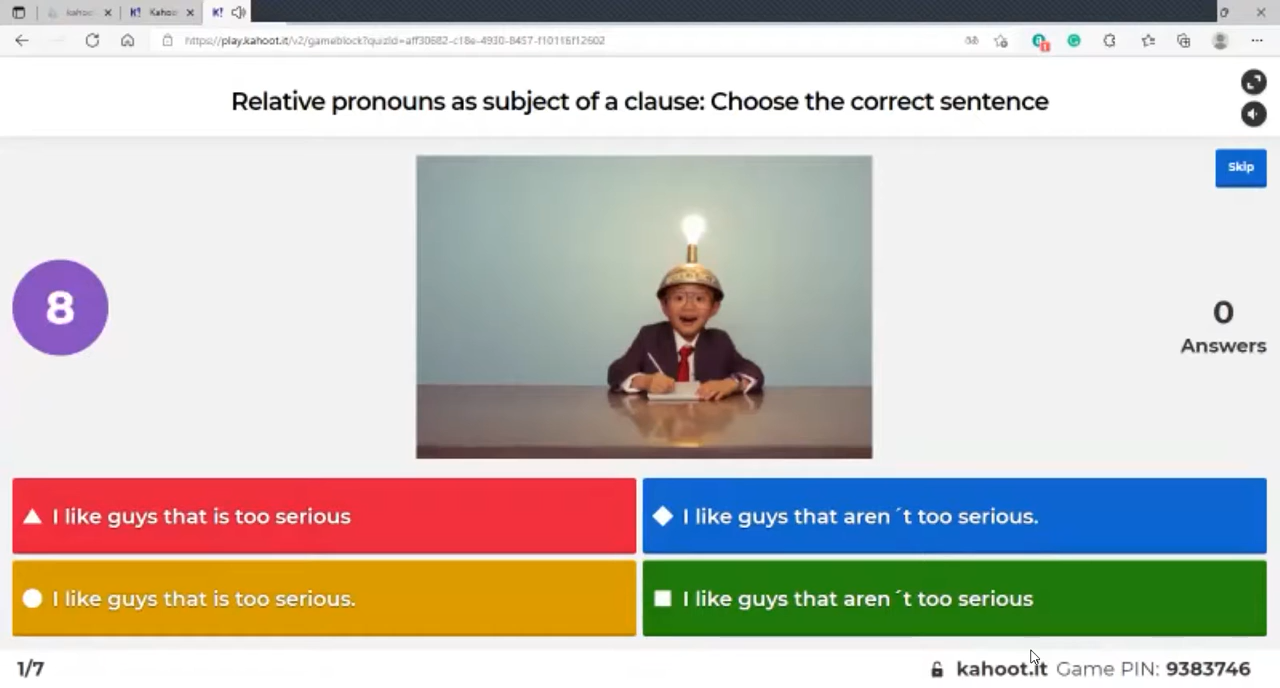 kahoot
Kahoo
https://play.kahoot.it/v2/gameblock?quizId=aff30682-c18e-4930-8457-f10116f12602
Relative pronouns as subject of a clause: Choose the correct sentence
Skip
8
0
Answers
I like guys that is too serious
I like guys that aren´t too serious.
I like guys that is too serious.
I like guys that aren´t too serious
1/7
kahoot.it Game PIN: 9383746